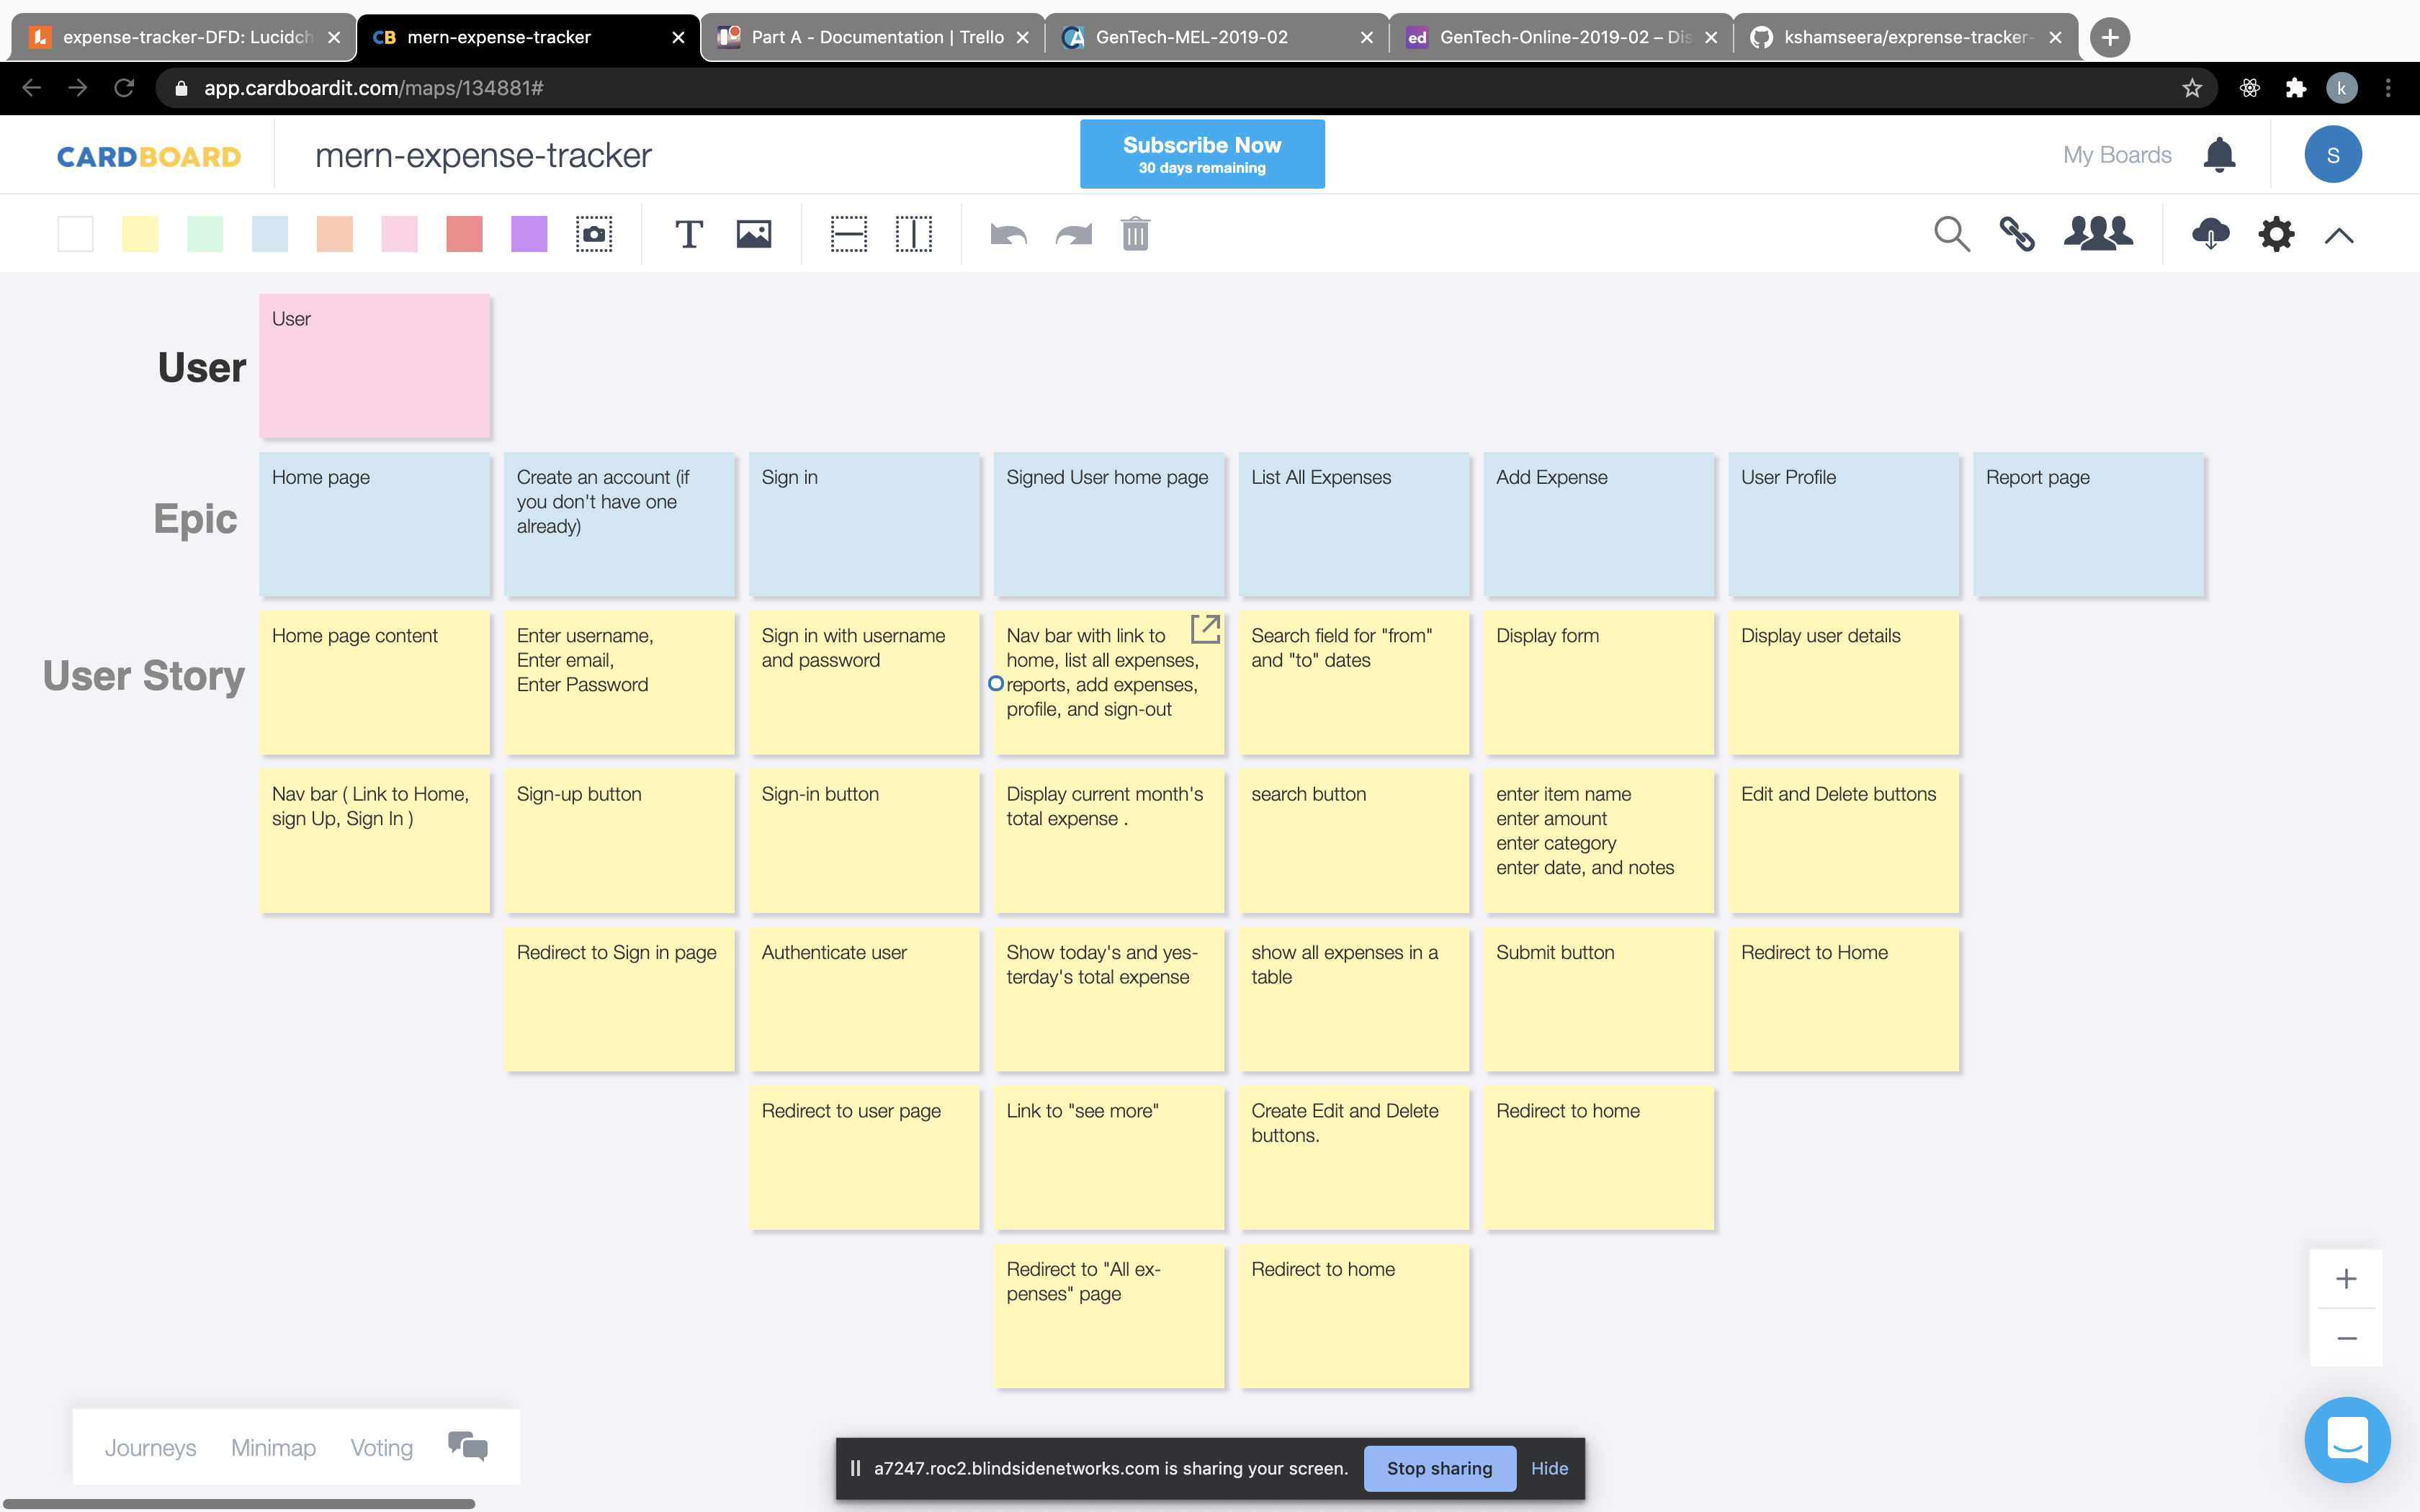 expense-tracker-DFD: Lucidch
CB mern-expense-tracker
Part A - Documentation | Trello
GenTech-MEL-2019-02
ed GenTech-Online-2019-02 – Dis
kshamseera/exprense-tracker-
app.cardboardit.com/maps/134881#
k
CARDBOARD
mern-expense-tracker
Subscribe Now
30 days remaining
My Boards
S
T
User
User
Epic
Home page
Create an account (if
you don't have one
already)
Sign in
Signed User home page
List All Expenses
Add Expense
User Profile
Report page
User Story
Home page content
Enter username,
Enter email,
Enter Password
Sign in with username
and password
Nav bar with link to
home, list all expenses,
reports, add expenses,
profile, and sign-out
Search field for "from"
and "to" dates
Display form
Display user details
Nav bar ( Link to Home,
sign Up, Sign In )
Sign-up button
Sign-in button
Display current month's
total expense .
search button
enter item name
enter amount
enter category
enter date, and notes
Edit and Delete buttons
Redirect to Sign in page
Authenticate user
Show today's and yes-
terday's total expense
show all expenses in a
table
Submit button
Redirect to Home
Redirect to user page
Link to "see more"
Create Edit and Delete
buttons.
Redirect to home
Redirect to "All ex-
penses" page
Redirect to home
Journeys
Minimap
Voting
a7247.roc2.blindsidenetworks.com is sharing your screen.
Stop sharing
Hide